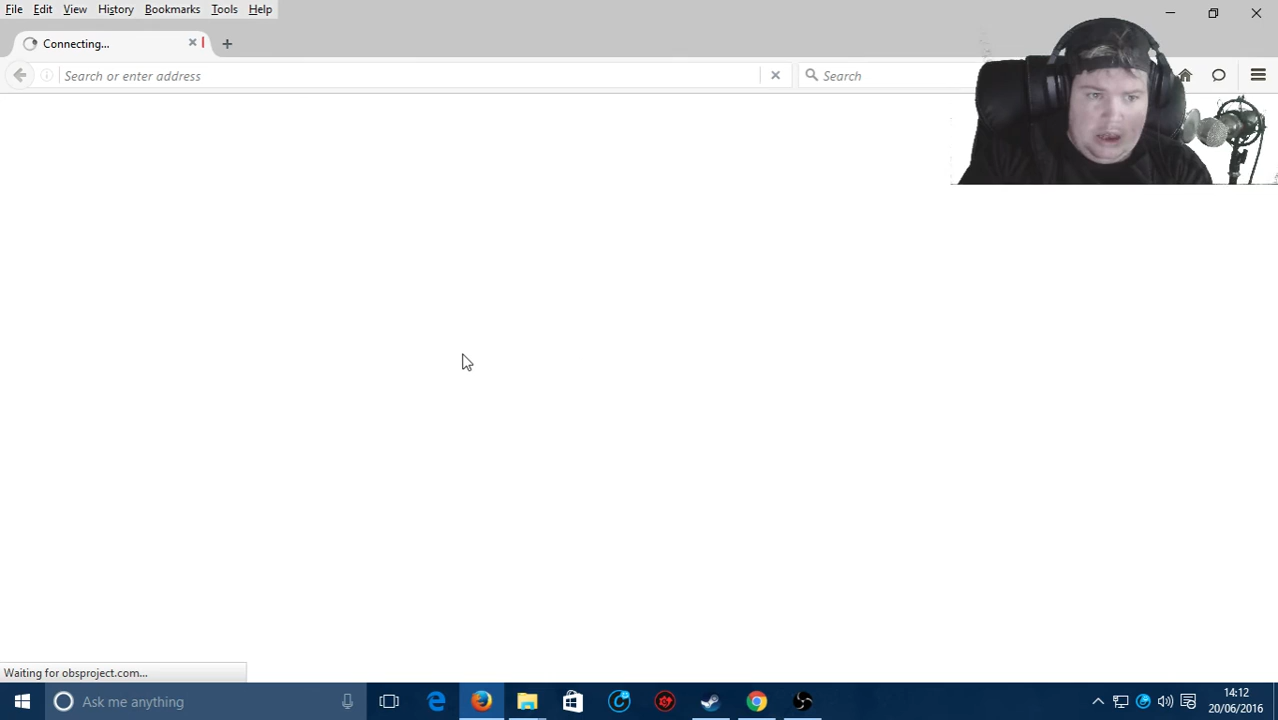 File Edit View History Bookmarks Tools Help
Connecting...
Search or enter address
Search
Waiting for obsproject.com...
Ask me anything
14:12
20/06/2016